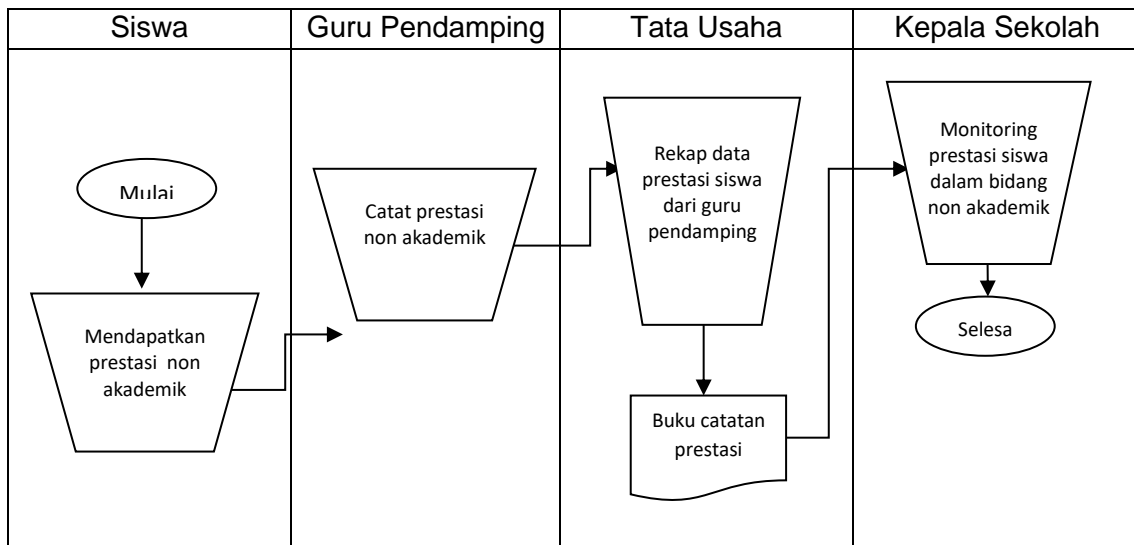 Siswa
Guru Pendamping
Tata Usaha
Kepala Sekolah
Mulai
Mendapatkan
prestasi non
akademik
Catat prestasi
non akademik
Rekap data
prestasi siswa
dari guru
pendamping
Buku catatan
prestasi
Monitoring
prestasi siswa
dalam bidang
non akademik
Selesa